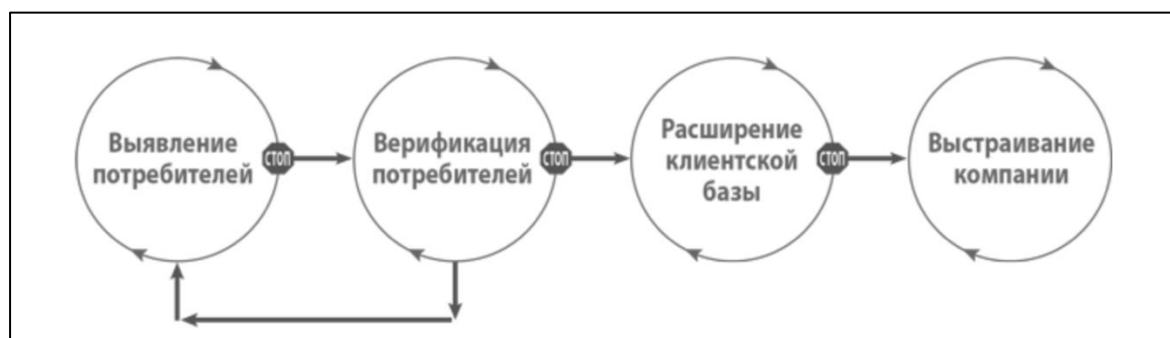 Выявление
потребителей
СТОП
Верификация
потребителей
СТОП
Расширение
клиентской
базы
СТОП
Выстраивание
компании